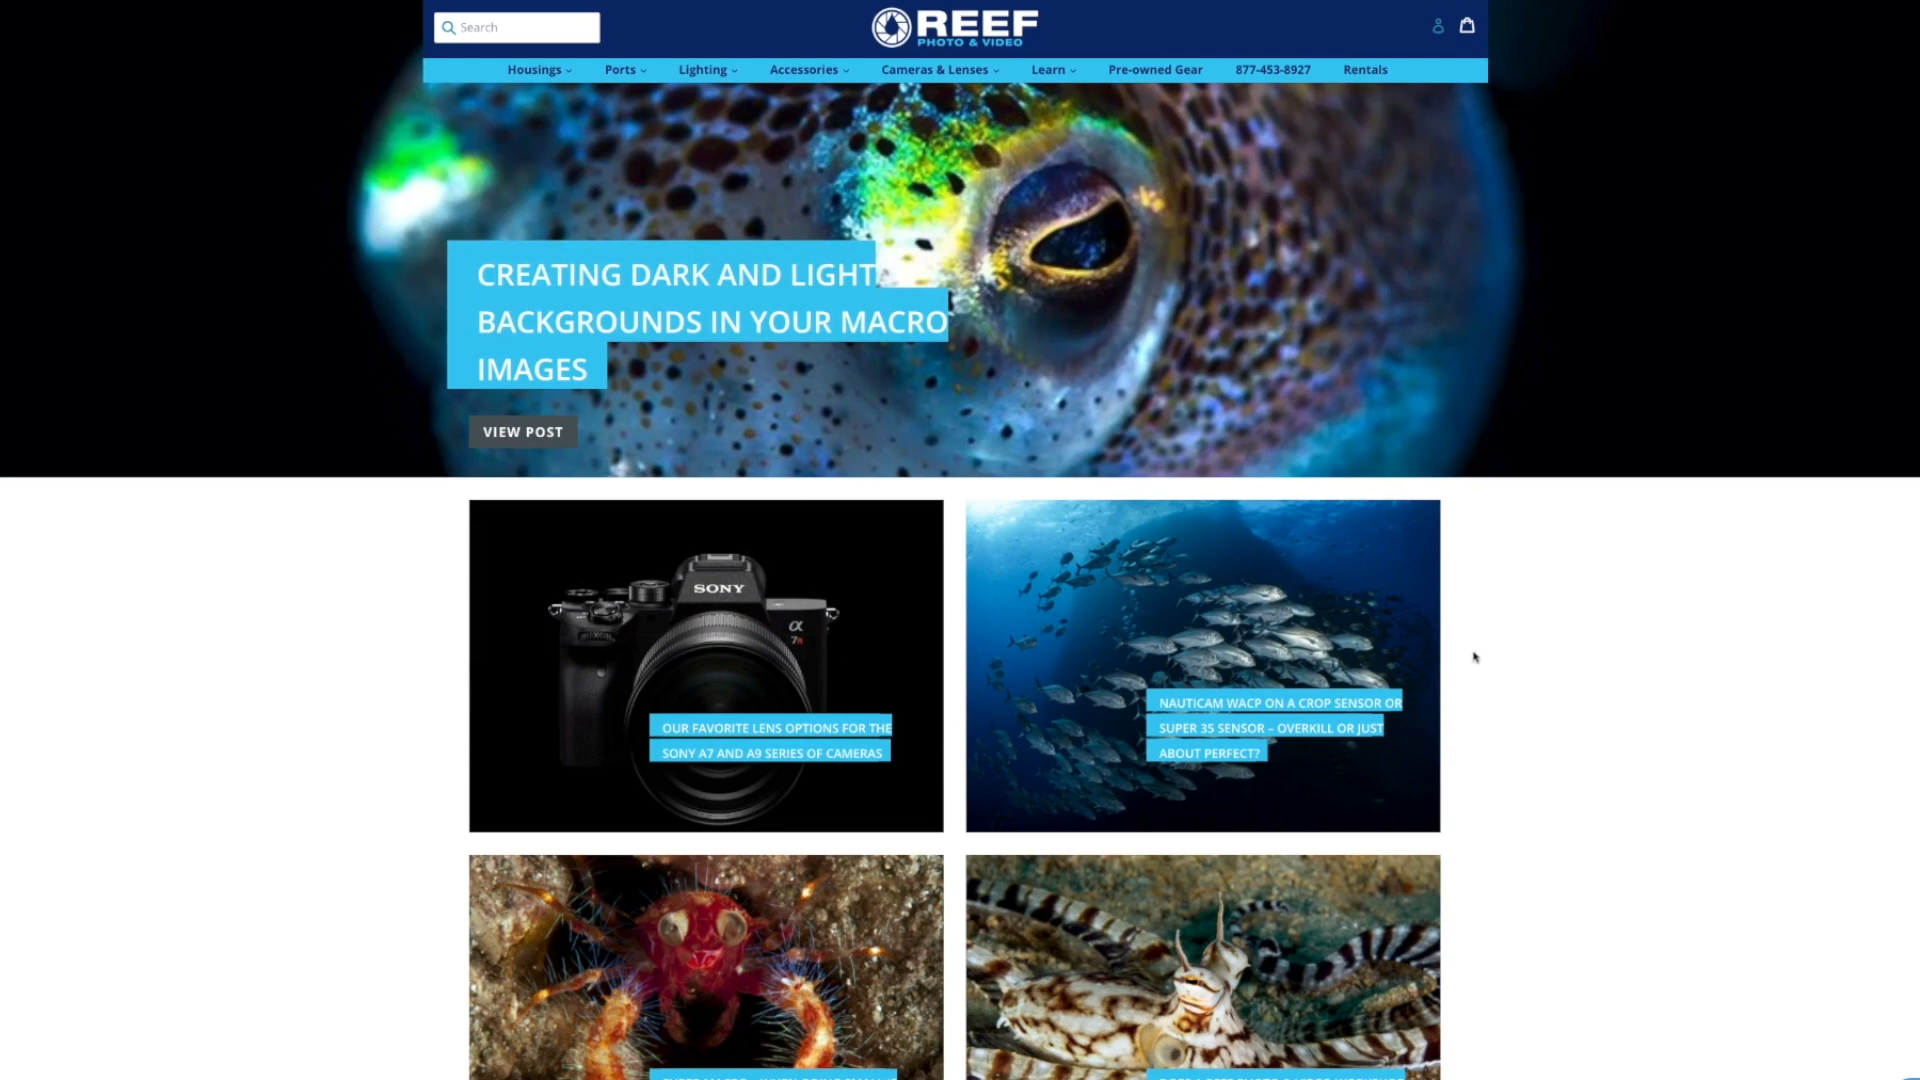 Search
REEF
PHOTO & VIDEO
Housings
Ports
Lighting
Accessories
Cameras & Lenses
Learn
Pre-owned Gear
877-453-8927
Rentals
CREATING DARK AND LIGHT
BACKGROUNDS IN YOUR MACRO
IMAGES
VIEW POST
SONY
α
7R
OUR FAVORITE LENS OPTIONS FOR THE
SONY A7 AND A9 SERIES OF CAMERAS
NAUTICAM WACP ON A CROP SENSOR OR
SUPER 35 SENSOR – OVERKILL OR JUST
ABOUT PERFECT?